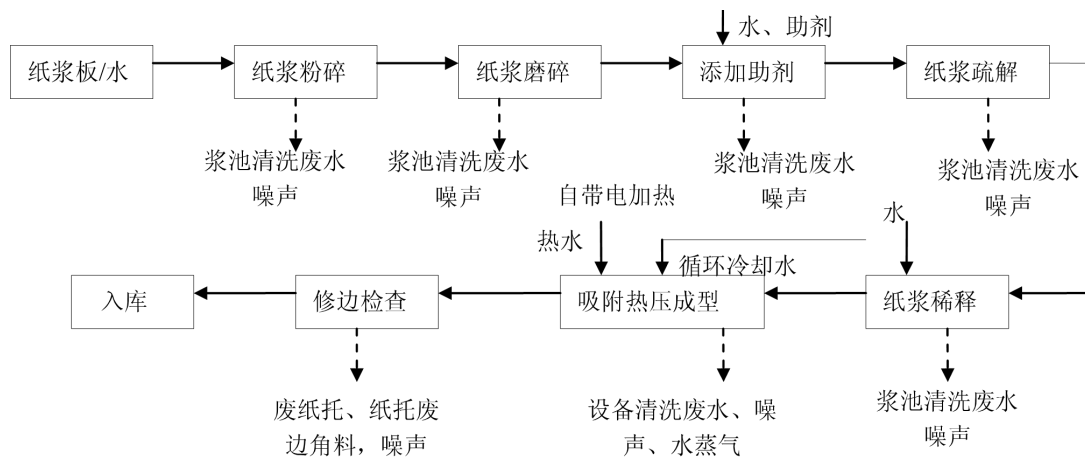 水、助剂
纸浆板/水
纸浆粉碎
纸浆磨碎
添加助剂
纸浆疏解
浆池清洗废水
噪声
浆池清洗废水
噪声
浆池清洗废水
噪声
浆池清洗废水
噪声
自带电加热
热水
水
循环冷却水
入库
修边检查
吸附热压成型
纸浆稀释
废纸托、纸托废
边角料，噪声
设备清洗废水、噪
声、水蒸气
浆池清洗废水
噪声